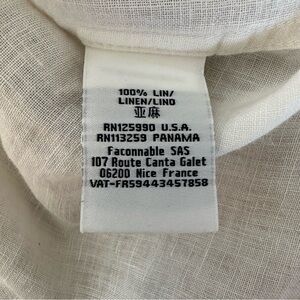 100% LIN/
LINEN/LINO
亚麻
RN125990 U.S.A.
RN113259 PANAMA
Faconnable SAS
107 Route Canta Galet
06200 Nice France
VAT-FR59443457858